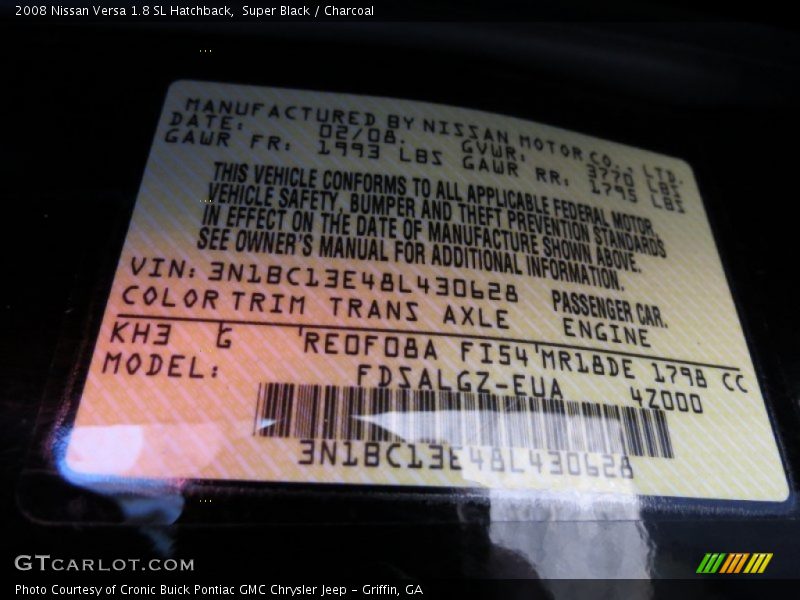 2008 Nissan Versa 1.8 SL Hatchback, Super Black / Charcoal
MANUFACTURED BY NISSAN MOTOR CO., LTD.
DATE: 02/08. GVWR: 3770 LBS
GAWR FR: 1993 LBS GAWR RR: 1795 LBS
THIS VEHICLE CONFORMS TO ALL APPLICABLE FEDERAL MOTOR
VEHICLE SAFETY, BUMPER AND THEFT PREVENTION STANDARDS
IN EFFECT ON THE DATE OF MANUFACTURE SHOWN ABOVE.
SEE OWNER'S MANUAL FOR ADDITIONAL INFORMATION.
VIN: 3N1BC13E48L430628 PASSENGER CAR.
COLOR TRIM TRANS AXLE ENGINE
KH3 G RE0F08A FI54 MR18DE 1798 CC
MODEL: FDSALGZ-EUA 4Z000
3N1BC13E48L430628
GTCARLOT.COM
Photo Courtesy of Cronic Buick Pontiac GMC Chrysler Jeep - Griffin, GA